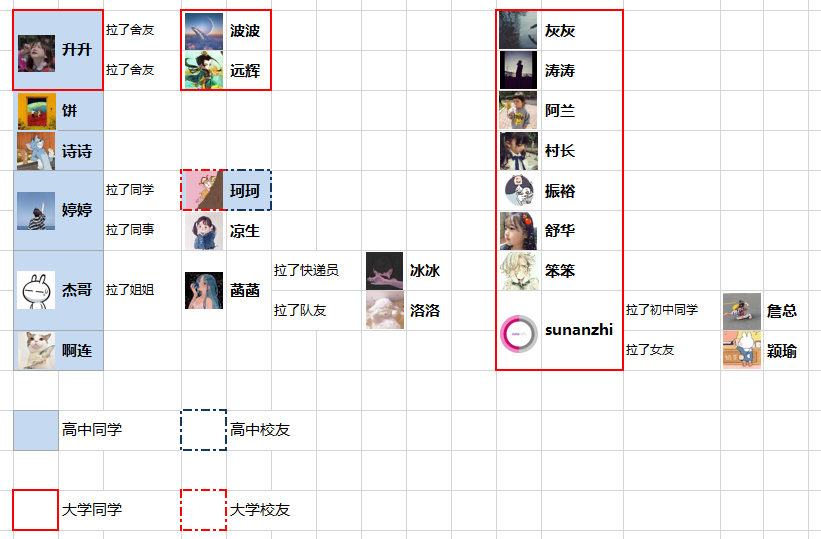 升升
拉了舍友
波波
灰灰
拉了舍友
远辉
涛涛
饼
阿兰
诗诗
村长
婷婷
拉了同学
珂珂
振裕
拉了同事
凉生
舒华
杰哥
拉了姐姐
菡菡
拉了快递员
冰冰
笨笨
拉了队友
洛洛
sunanzhi
拉了初中同学
詹总
啊连
拉了女友
颖瑜
高中同学
高中校友
大学同学
大学校友